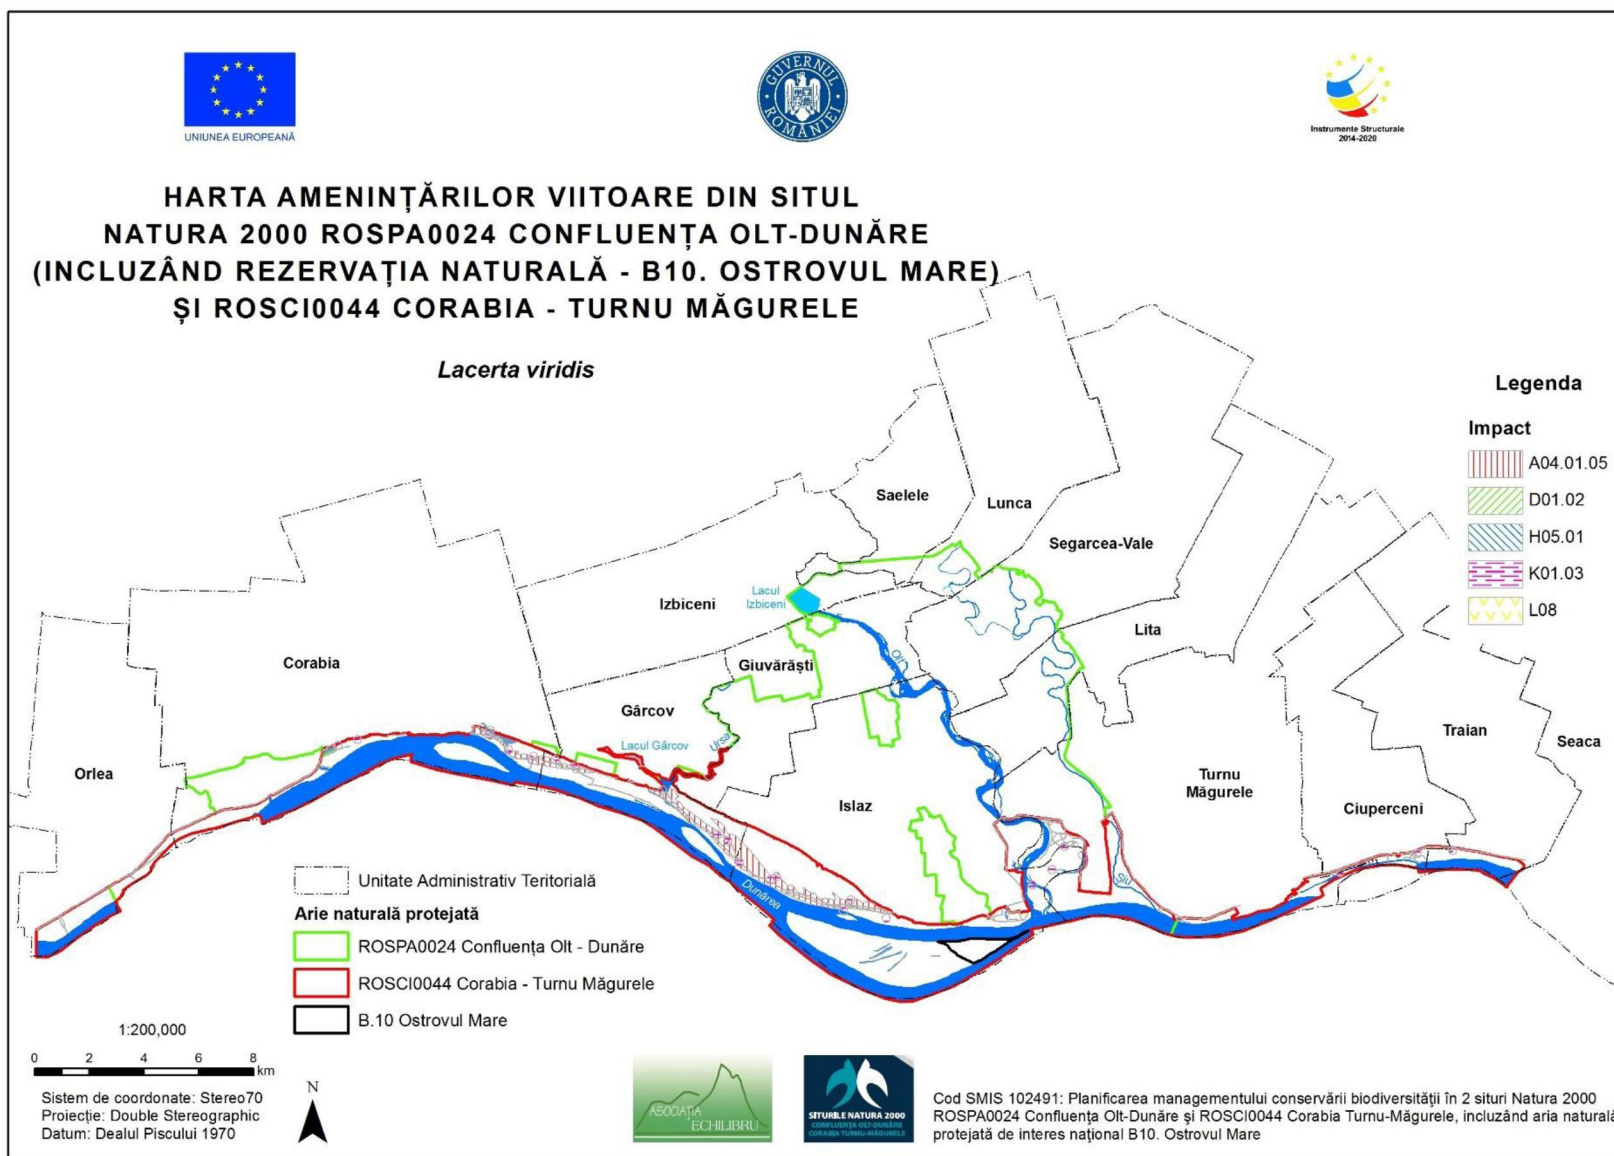 UNIUNEA EUROPEANĂ
GUVERNUL ROMÂNIEI
Instrumente Structurale
2014-2020
HARTA AMENINȚĂRILOR VIITOARE DIN SITUL
NATURA 2000 ROSPA0024 CONFLUENȚA OLT-DUNĂRE
(INCLUZÂND REZERVAȚIA NATURALĂ - B10. OSTROVUL MARE)
ȘI ROSCI0044 CORABIA - TURNU MĂGURELE
Lacerta viridis
Legenda
Impact
A04.01.05
D01.02
H05.01
K01.03
L08
Saelele
Lunca
Segarcea-Vale
Izbiceni
Lacul
Izbiceni
Lita
Corabia
Giuvărăști
Olt
Gârcov
Lacul Gârcov
Ursa
Orlea
Traian
Seaca
Turnu
Măgurele
Islaz
Ciuperceni
Siu
Dunărea
Unitate Administrativ Teritorială
Arie naturală protejată
ROSPA0024 Confluența Olt - Dunăre
ROSCI0044 Corabia - Turnu Măgurele
B.10 Ostrovul Mare
1:200,000
0 2 4 6 8
km
N
Sistem de coordonate: Stereo70
Proiecție: Double Stereographic
Datum: Dealul Piscului 1970
ASOCIAȚIA
ECHILIBRU
SITURILE NATURA 2000
CONFLUENȚA OLT-DUNĂRE
CORABIA TURNU-MĂGURELE
Cod SMIS 102491: Planificarea managementului conservării biodiversității în 2 situri Natura 2000
ROSPA0024 Confluența Olt-Dunăre și ROSCI0044 Corabia Turnu-Măgurele, incluzând aria naturală
protejată de interes național B10. Ostrovul Mare